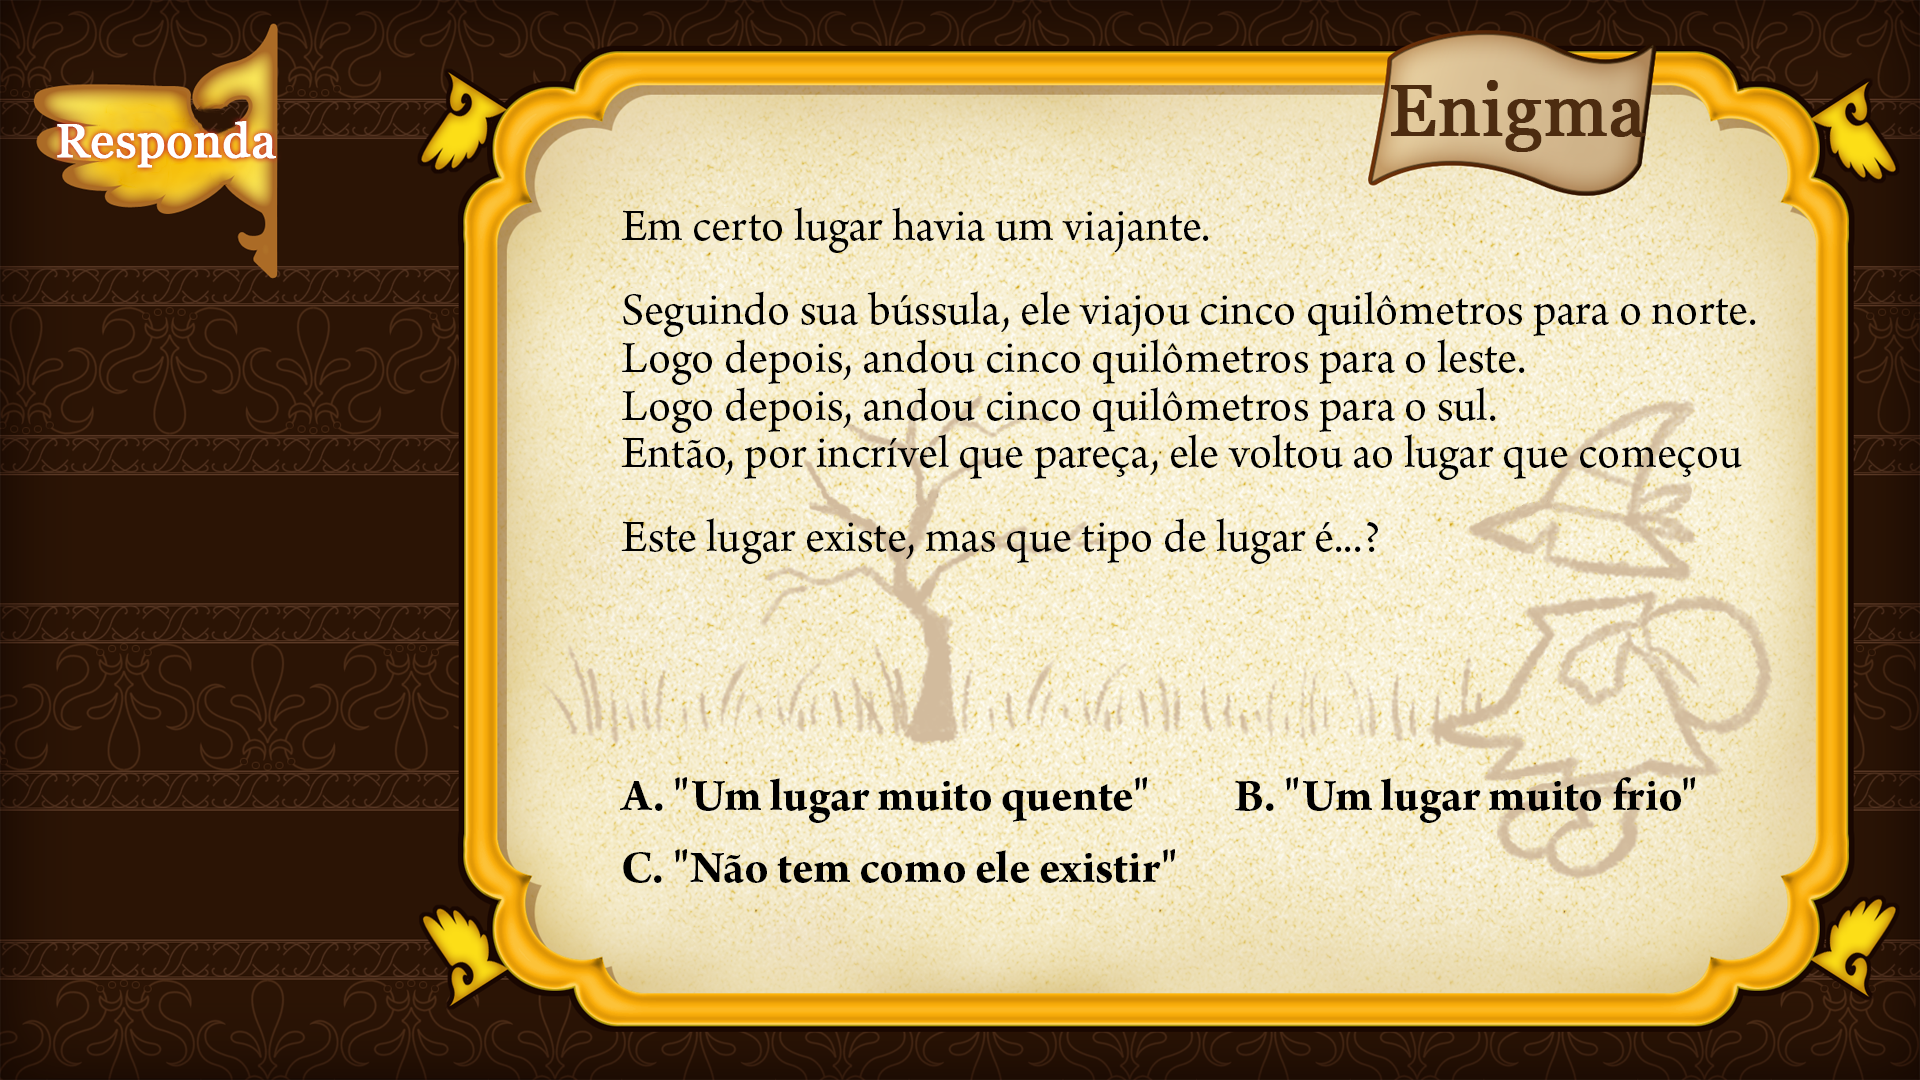 Responda
Enigma
Em certo lugar havia um viajante.
Seguindo sua bússula, ele viajou cinco quilômetros para o norte.
Logo depois, andou cinco quilômetros para o leste.
Logo depois, andou cinco quilômetros para o sul.
Então, por incrível que pareça, ele voltou ao lugar que começou
Este lugar existe, mas que tipo de lugar é...?
A. "Um lugar muito quente" B. "Um lugar muito frio"
C. "Não tem como ele existir"